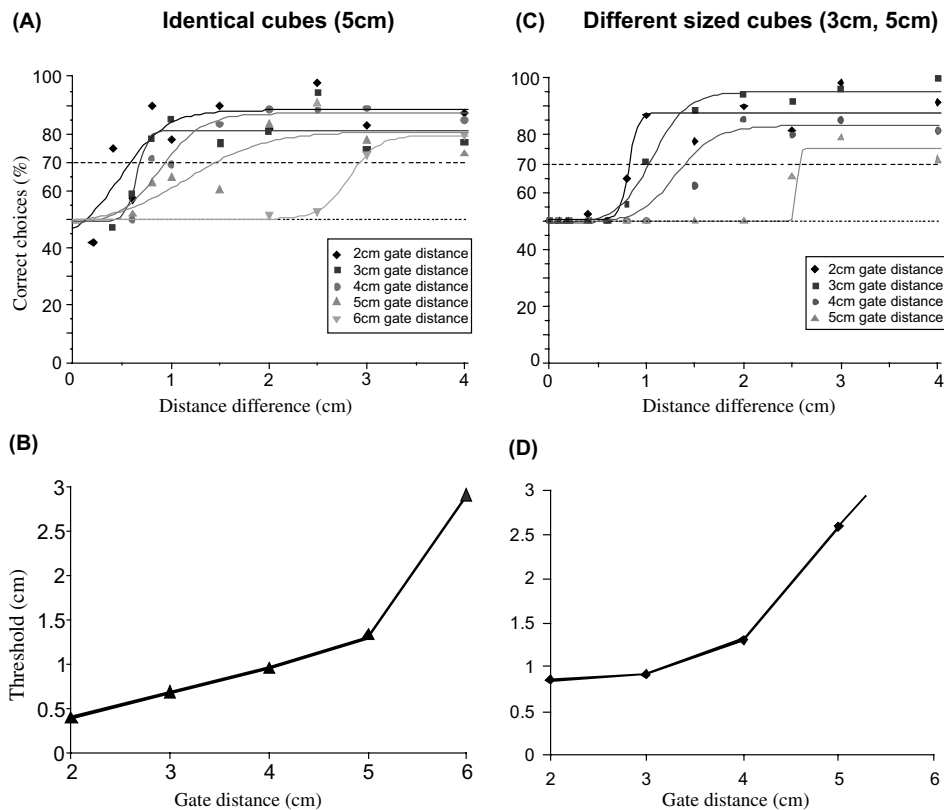 (A) Identical cubes (5cm)
100
90
80
70
60
40
20
0
0 1 2 3 4
Correct choices (%)
Distance difference (cm)
2cm gate distance
3cm gate distance
4cm gate distance
5cm gate distance
6cm gate distance
(C) Different sized cubes (3cm, 5cm)
100
90
80
70
60
50
40
30
20
10
0
0 1 2 3 4
Distance difference (cm)
2cm gate distance
3cm gate distance
4cm gate distance
5cm gate distance
(B)
3
2.5
2
1.5
1
0.5
0
2 3 4 5 6
Threshold (cm)
Gate distance (cm)
(D)
3
2.5
2
1.5
1
0.5
0
2 3 4 5 6
Gate distance (cm)